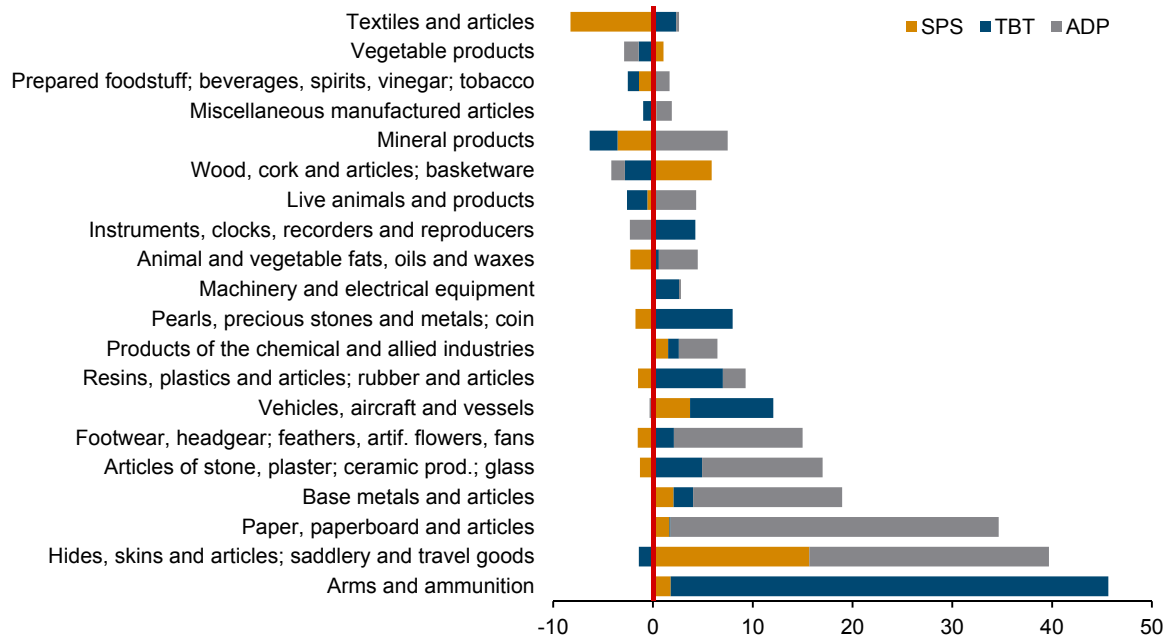 Textiles and articles
SPS TBT ADP
Vegetable products
Prepared foodstuff; beverages, spirits, vinegar; tobacco
Miscellaneous manufactured articles
Mineral products
Wood, cork and articles; basketware
Live animals and products
Instruments, clocks, recorders and reproducers
Animal and vegetable fats, oils and waxes
Machinery and electrical equipment
Pearls, precious stones and metals; coin
Products of the chemical and allied industries
Resins, plastics and articles; rubber and articles
Vehicles, aircraft and vessels
Footwear, headgear; feathers, artif. flowers, fans
Articles of stone, plaster; ceramic prod.; glass
Base metals and articles
Paper, paperboard and articles
Hides, skins and articles; saddlery and travel goods
Arms and ammunition
-10 0 10 20 30 40 50